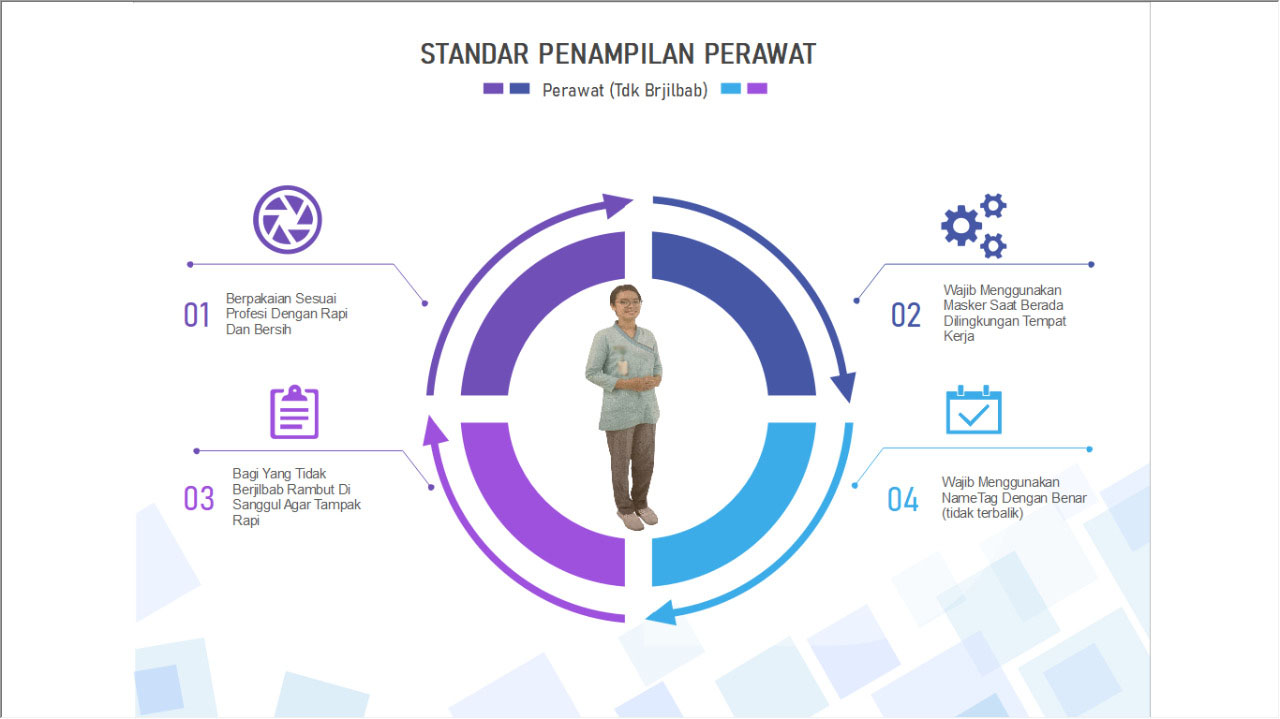 STANDAR PENAMPILAN PERAWAT
Perawat (Tdk Brjilbab)
01
Berpakaian Sesuai
Profesi Dengan Rapi
Dan Bersih
02
Wajib Menggunakan
Masker Saat Berada
Dilingkungan Tempat
Kerja
03
Bagi Yang Tidak
Berjilbab Rambut Di
Sanggul Agar Tampak
Rapi
04
Wajib Menggunakan
NameTag Dengan Benar
(tidak terbalik)